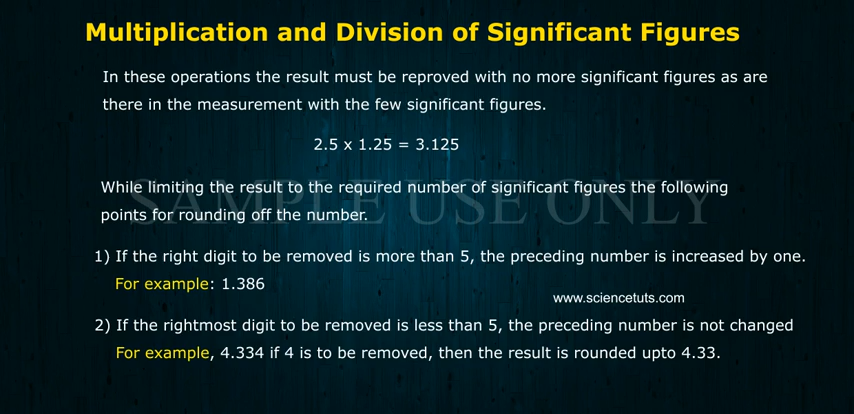 Multiplication and Division of Significant Figures
In these operations the result must be reproved with no more significant figures as are
there in the measurement with the few significant figures.
2.5 x 1.25 = 3.125
While limiting the result to the required number of significant figures the following
SAMPLE USE ONLY
points for rounding off the number.
1) If the right digit to be removed is more than 5, the preceding number is increased by one.
For example: 1.386
www.sciencetuts.com
2) If the rightmost digit to be removed is less than 5, the preceding number is not changed
For example, 4.334 if 4 is to be removed, then the result is rounded upto 4.33.